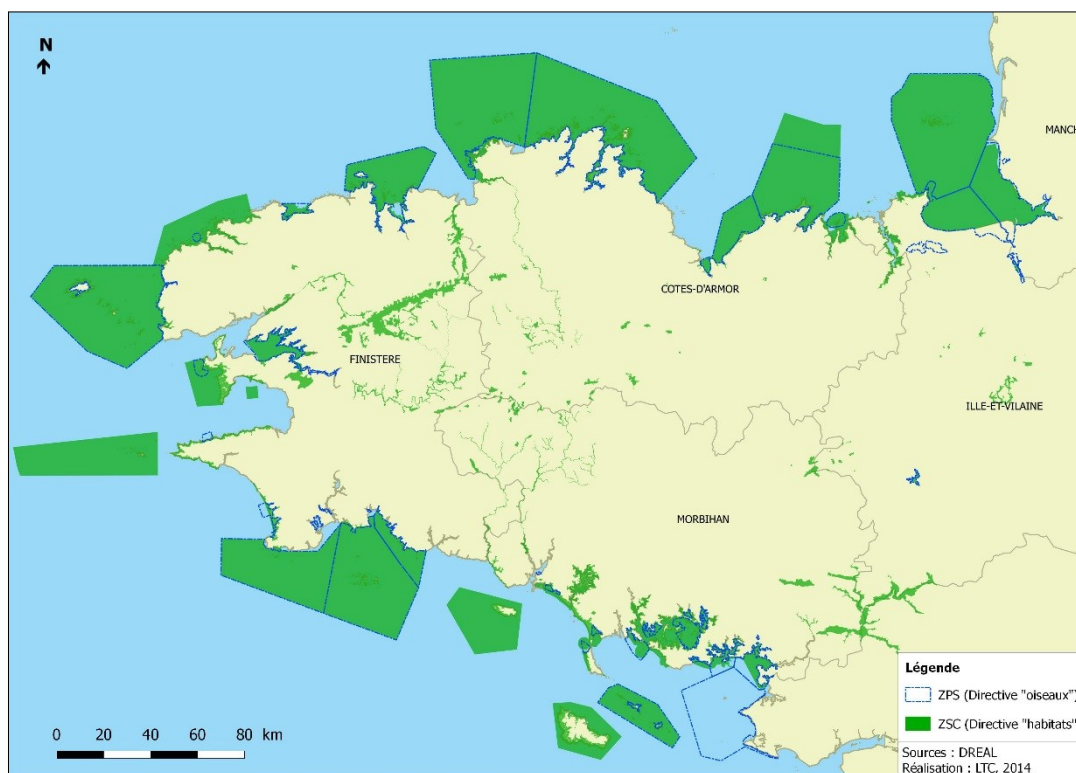 N
MANCH
COTES-D'ARMOR
FINISTERE
ILLE-ET-VILAINE
MORBIHAN
Légende
ZPS (Directive "oiseaux")
ZSC (Directive "habitats"
Sources : DREAL
Réalisation : LTC, 2014
0 20 40 60 80 km